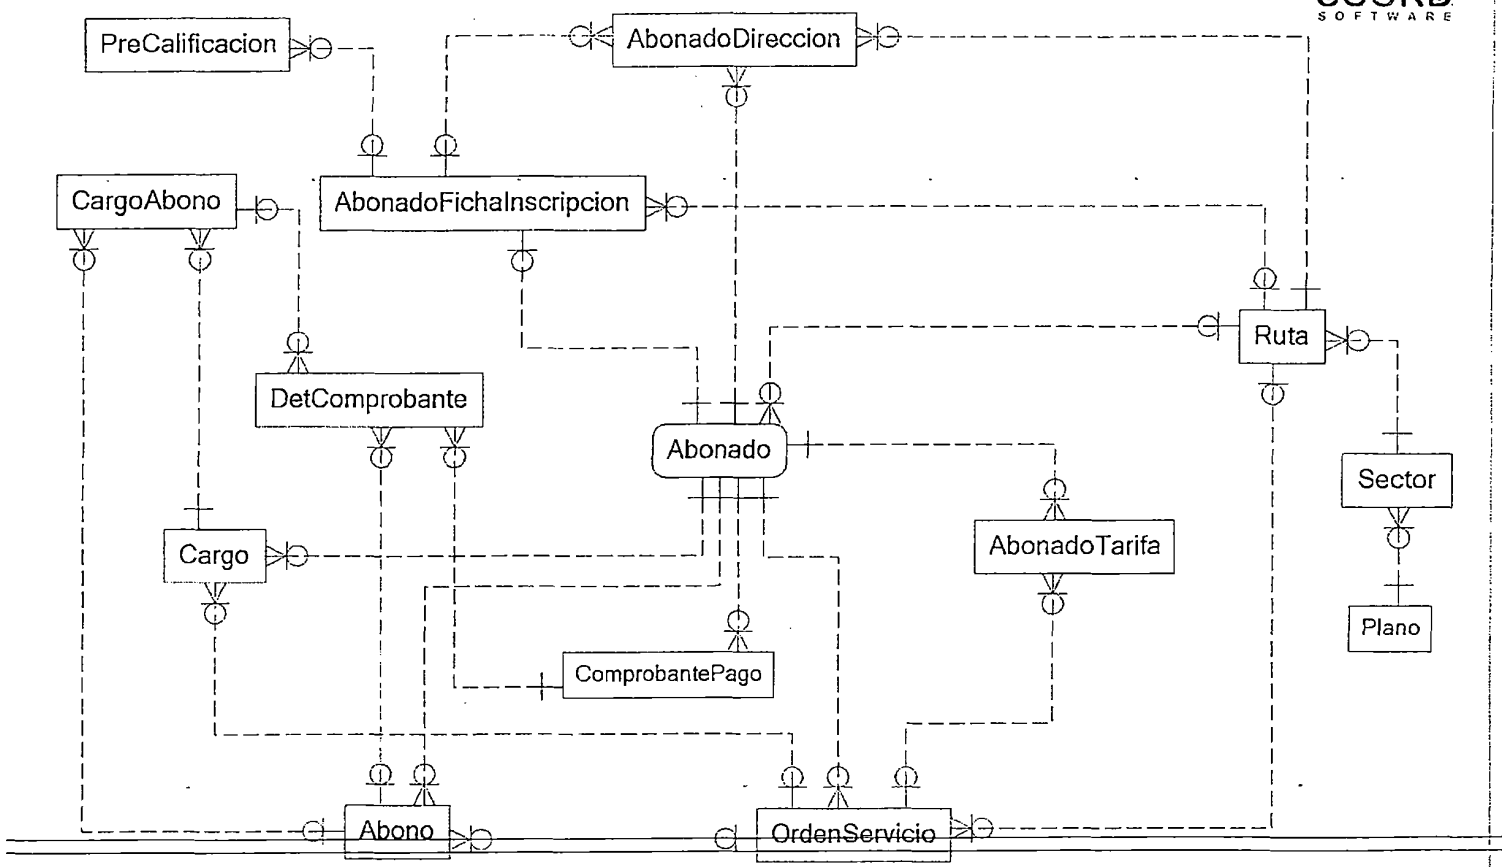 SOFTWARE
PreCalificacion
AbonadoDireccion
CargoAbono
AbonadoFichaInscripcion
Ruta
DetComprobante
Abonado
Sector
Cargo
AbonadoTarifa
Plano
ComprobantePago
Abono
OrdenServicio